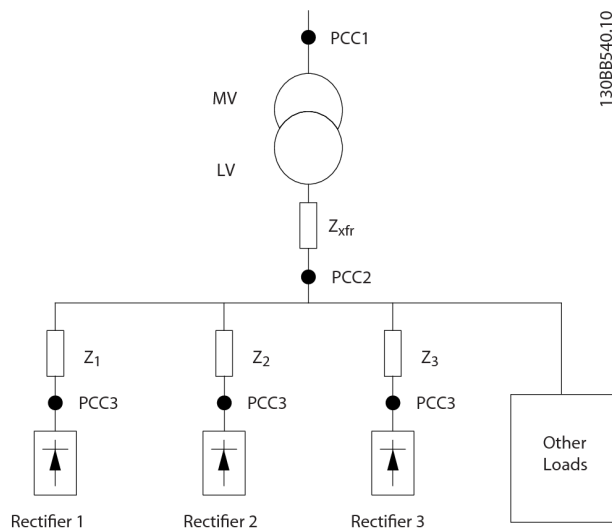 130BB540.10
PCC1
MV
LV
Zxfr
PCC2
Z1
Z2
Z3
PCC3
PCC3
PCC3
Other
Loads
Rectifier 1
Rectifier 2
Rectifier 3